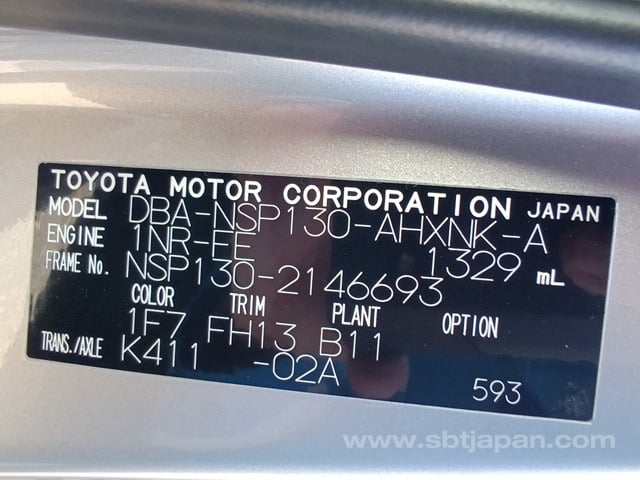 TOYOTA MOTOR CORPORATION JAPAN
MODEL DBA-NSP130-AHXNK-A
ENGINE 1NR-FE 1329 mL
FRAME No. NSP130-2146693
COLOR TRIM PLANT OPTION
1F7 FH13 B11
TRANS./AXLE K411 -02A
593
www.sbtjapan.com